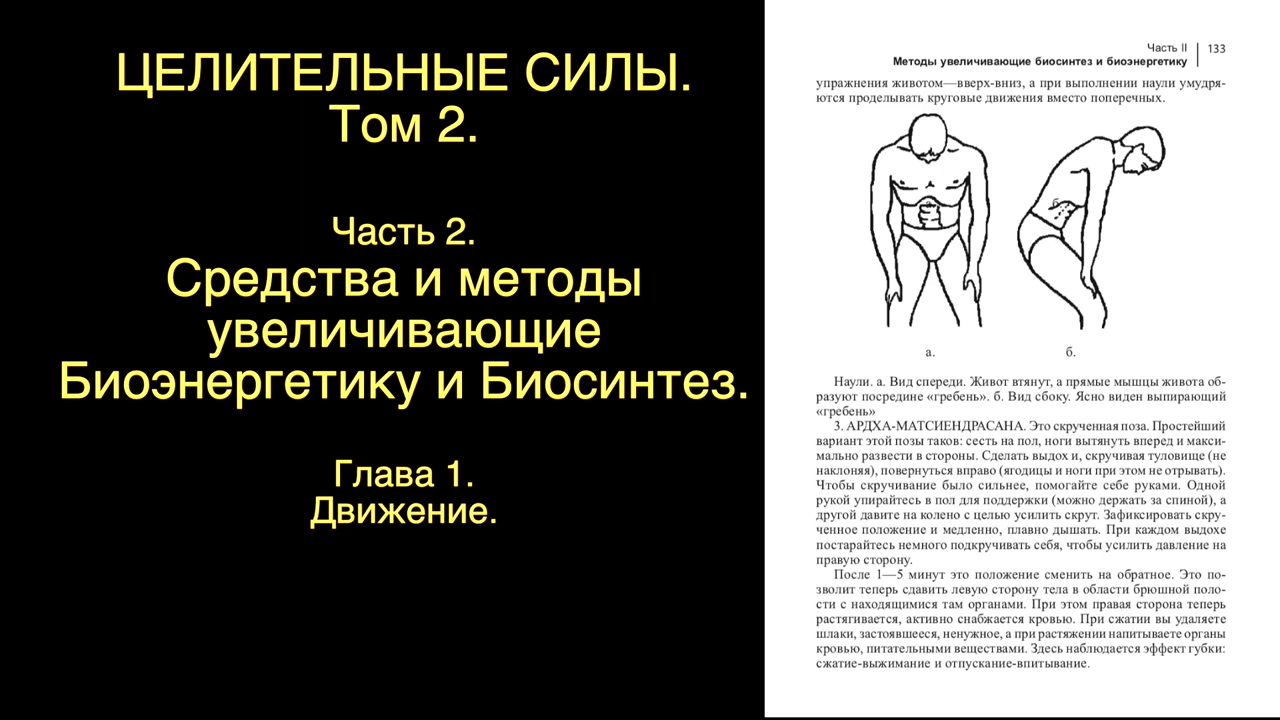 ЦЕЛИТЕЛЬНЫЕ СИЛЫ.
Том 2.
Часть 2.
Средства и методы
увеличивающие
Биоэнергетику и Биосинтез.
Глава 1.
Движение.
Часть II | 133
Методы увеличивающие биосинтез и биоэнергетику
упражнения животом—вверх-вниз, а при выполнении наули умудря-
ются проделывать круговые движения вместо поперечных.
а. б.
Наули. а. Вид спереди. Живот втянут, а прямые мышцы живота об-
разуют посредине «гребень». б. Вид сбоку. Ясно виден выпирающий
«гребень»
3. АРДХА-МАТСИЕНДРАСАНА. Это скрученная поза. Простейший
вариант этой позы таков: сесть на пол, ноги вытянуть вперед и макси-
мально развести в стороны. Сделать выдох и, скручивая туловище (не
наклоняя), повернуться вправо (ягодицы и ноги при этом не отрывать).
Чтобы скручивание было сильнее, помогайте себе руками. Одной
рукой упирайтесь в пол для поддержки (можно держать за спиной), а
другой давите на колено с целью усилить скрут. Зафиксировать скру-
ченное положение и медленно, плавно дышать. При каждом выдохе
постарайтесь немного подкручивать себя, чтобы усилить давление на
правую сторону.
После 1—5 минут это положение сменить на обратное. Это по-
зволит теперь сдавить левую сторону тела в области брюшной поло-
сти с находящимися там органами. При этом правая сторона теперь
растягивается, активно снабжается кровью. При сжатии вы удаляете
шлаки, застоявшееся, ненужное, а при растяжении напитываете органы
кровью, питательными веществами. Здесь наблюдается эффект губки:
сжатие-выжимание и отпускание-впитывание.